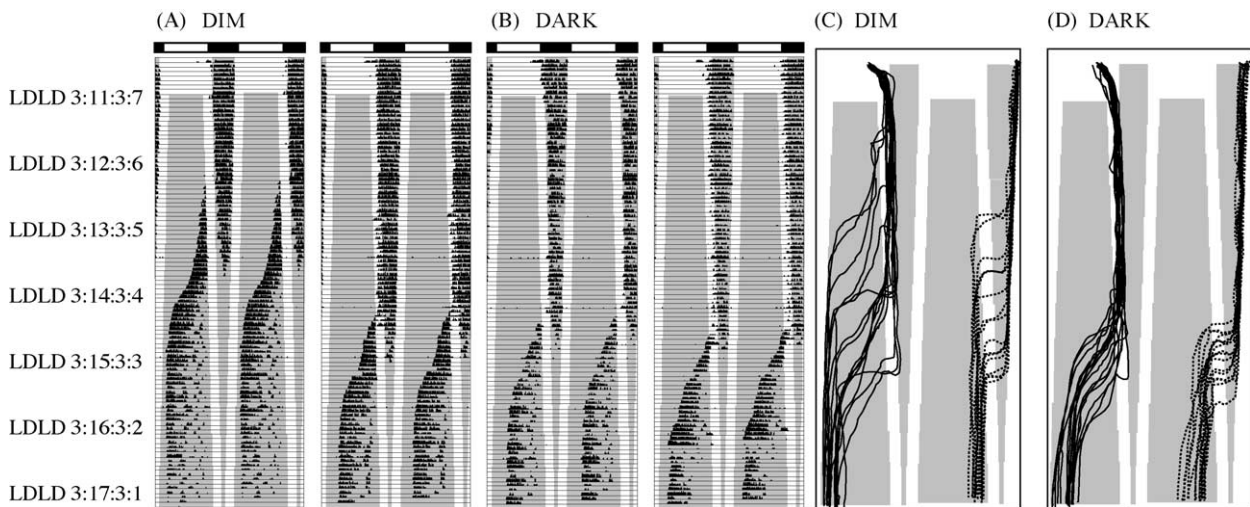 (A) DIM
(B) DARK
(C) DIM
(D) DARK
LDLD 3:11:3:7
LDLD 3:12:3:6
LDLD 3:13:3:5
LDLD 3:14:3:4
LDLD 3:15:3:3
LDLD 3:16:3:2
LDLD 3:17:3:1